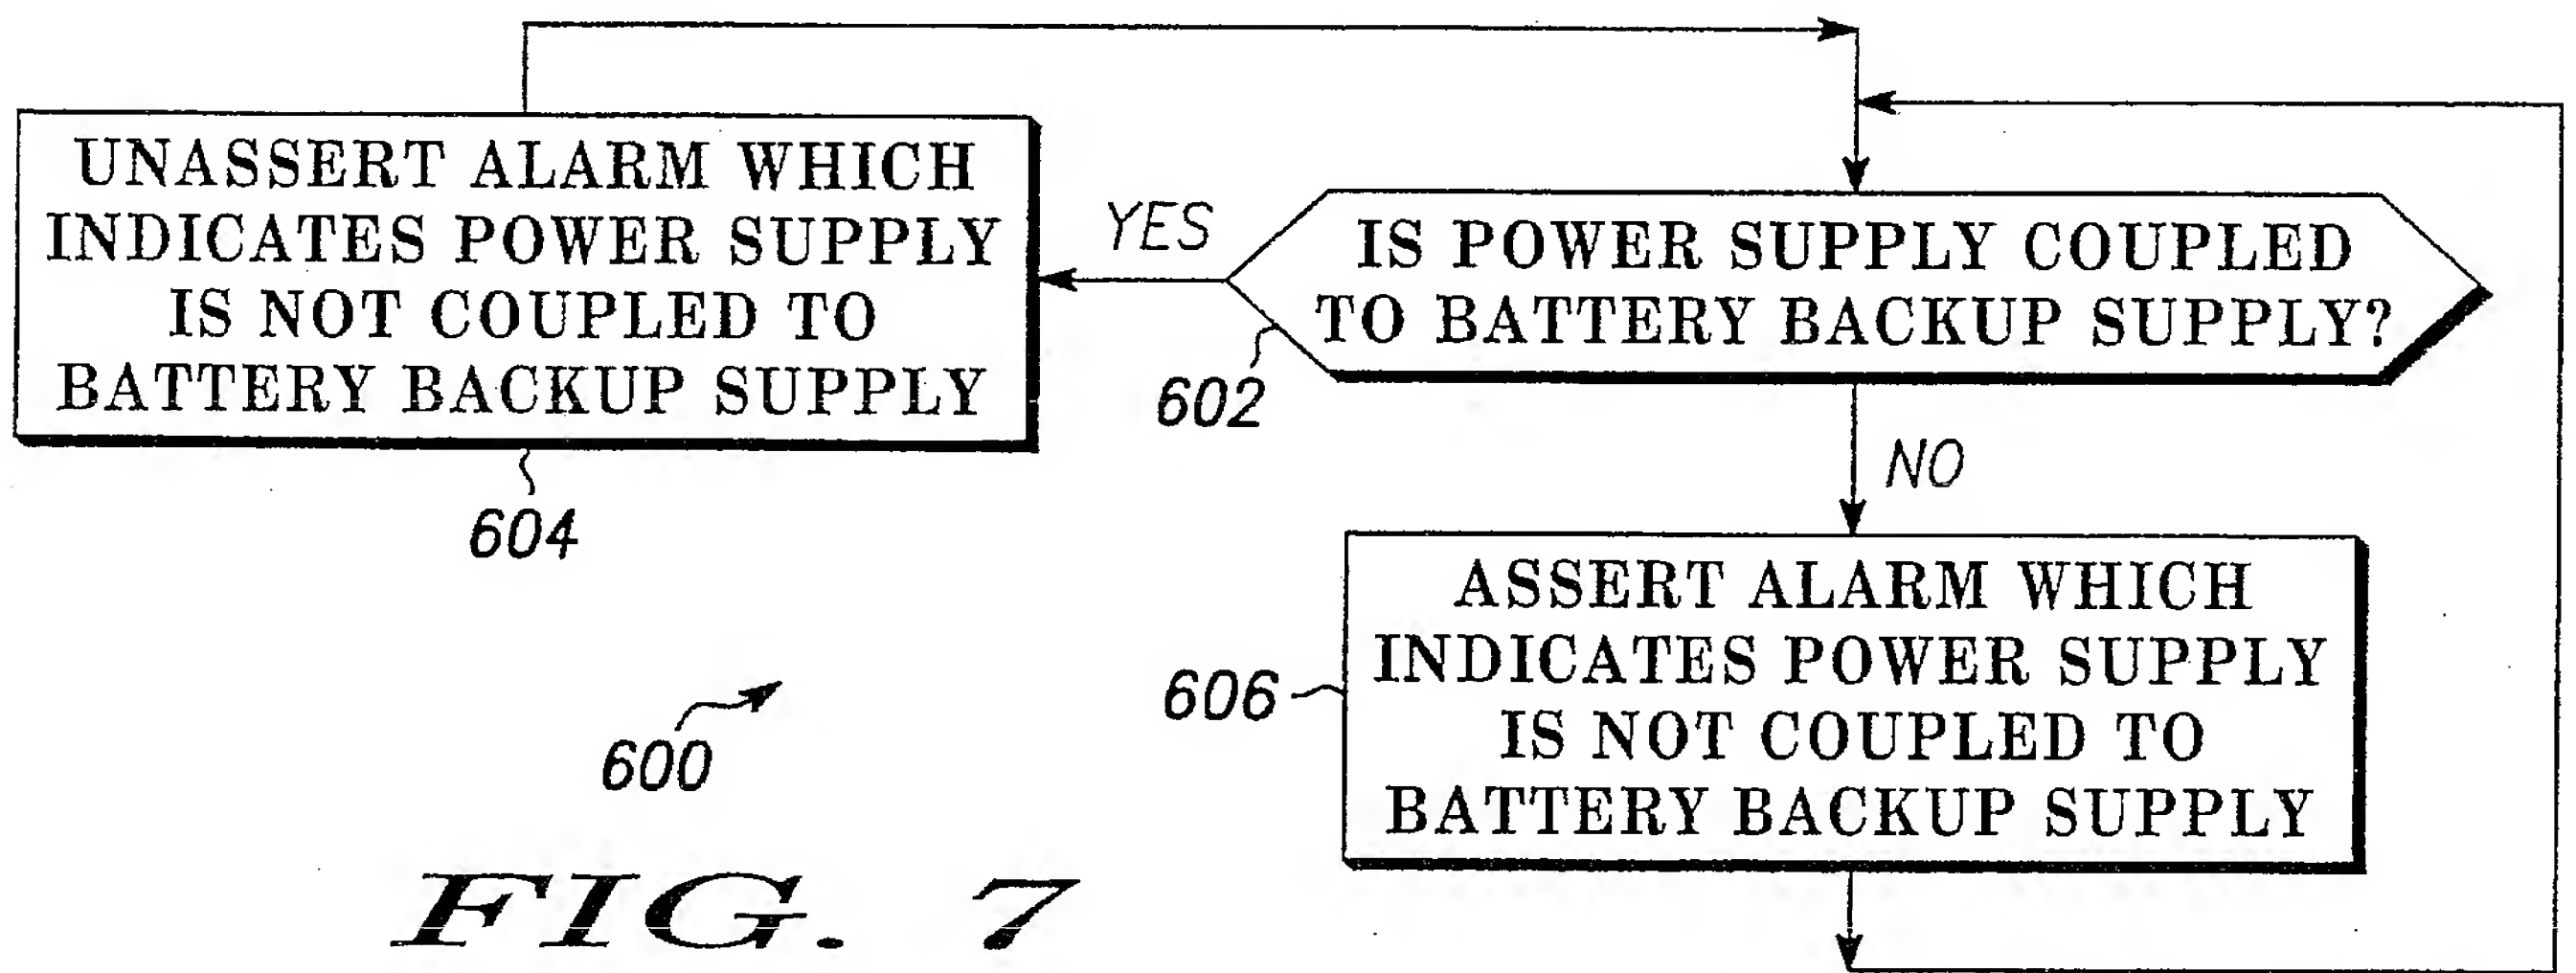 UNASSERT ALARM WHICH
INDICATES POWER SUPPLY
IS NOT COUPLED TO
BATTERY BACKUP SUPPLY
604
YES
IS POWER SUPPLY COUPLED
TO BATTERY BACKUP SUPPLY?
602
NO
ASSERT ALARM WHICH
INDICATES POWER SUPPLY
IS NOT COUPLED TO
BATTERY BACKUP SUPPLY
606
600
FIG. 7